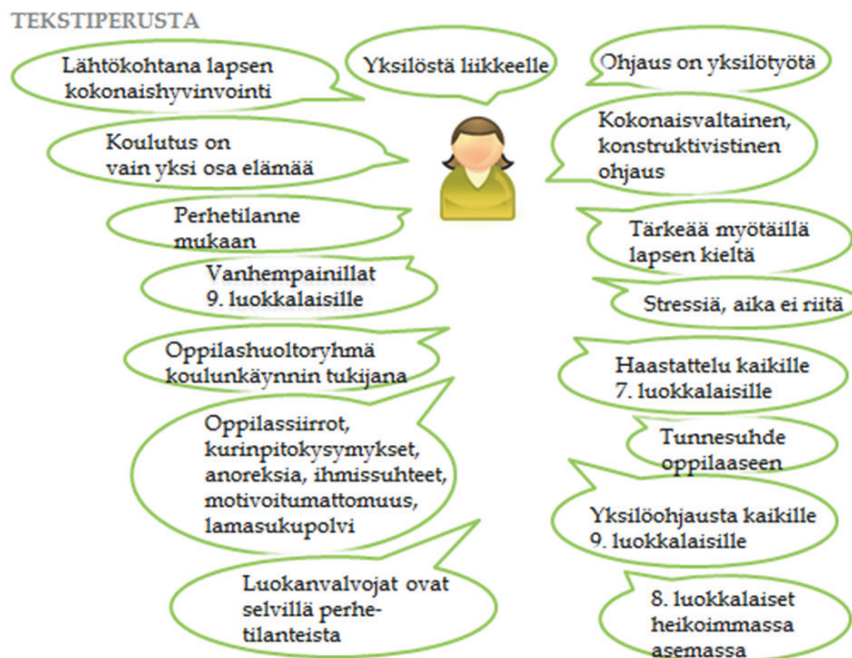 TEKSTIPERUSTA
Lähtökohtana lapsen
kokonaishyvinvointi
Yksilöstä liikkeelle
Ohjaus on yksilötyötä
Koulutus on
vain yksi osa elämää
Kokonaisvaltainen,
konstruktivistinen
ohjaus
Perhetilanne
mukaan
Tärkeää myötäillä
lapsen kieltä
Vanhempainillat
9. luokkalaisille
Stressiä, aika ei riitä
Oppilashuoltoryhmä
koulunkäynnin tukijana
Haastattelu kaikille
7. luokkalaisille
Oppilassiirrot,
kurinpitokysymykset,
anoreksia, ihmissuhteet,
motivoitumattomuus,
lamasukupolvi
Tunnesuhde
oppilaaseen
Yksilöohjausta kaikille
9. luokkalaisille
Luokanvalvojat ovat
selvillä perhe-
tilanteista
8. luokkalaiset
heikoimmassa
asemassa